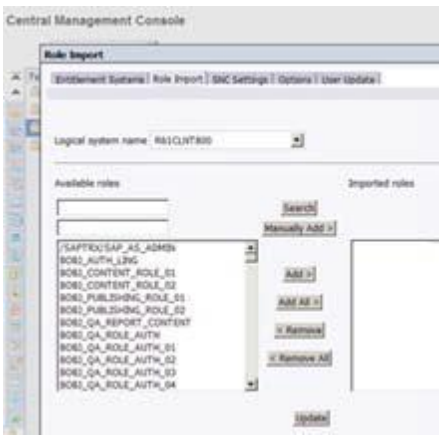 Central Management Console
Role Import
Entitlement Systems | Role Import | SNC Settings | Options | User Update |
Logical system name R61CLNT800
Available roles
Imported roles
Search
Manually Add >
/SAPTRX/SAP_AS_ADMIN
BOBJ_AUTH_LING
BOBJ_CONTENT_ROLE_01
BOBJ_CONTENT_ROLE_02
BOBJ_PUBLISHING_ROLE_01
BOBJ_PUBLISHING_ROLE_02
BOBJ_QA_REPORT_CONTENT
BOBJ_QA_ROLE_AUTH
BOBJ_QA_ROLE_AUTH_01
BOBJ_QA_ROLE_AUTH_02
BOBJ_QA_ROLE_AUTH_03
BOBJ_QA_ROLE_AUTH_04
Add >
Add All >
< Remove
< Remove All
Update